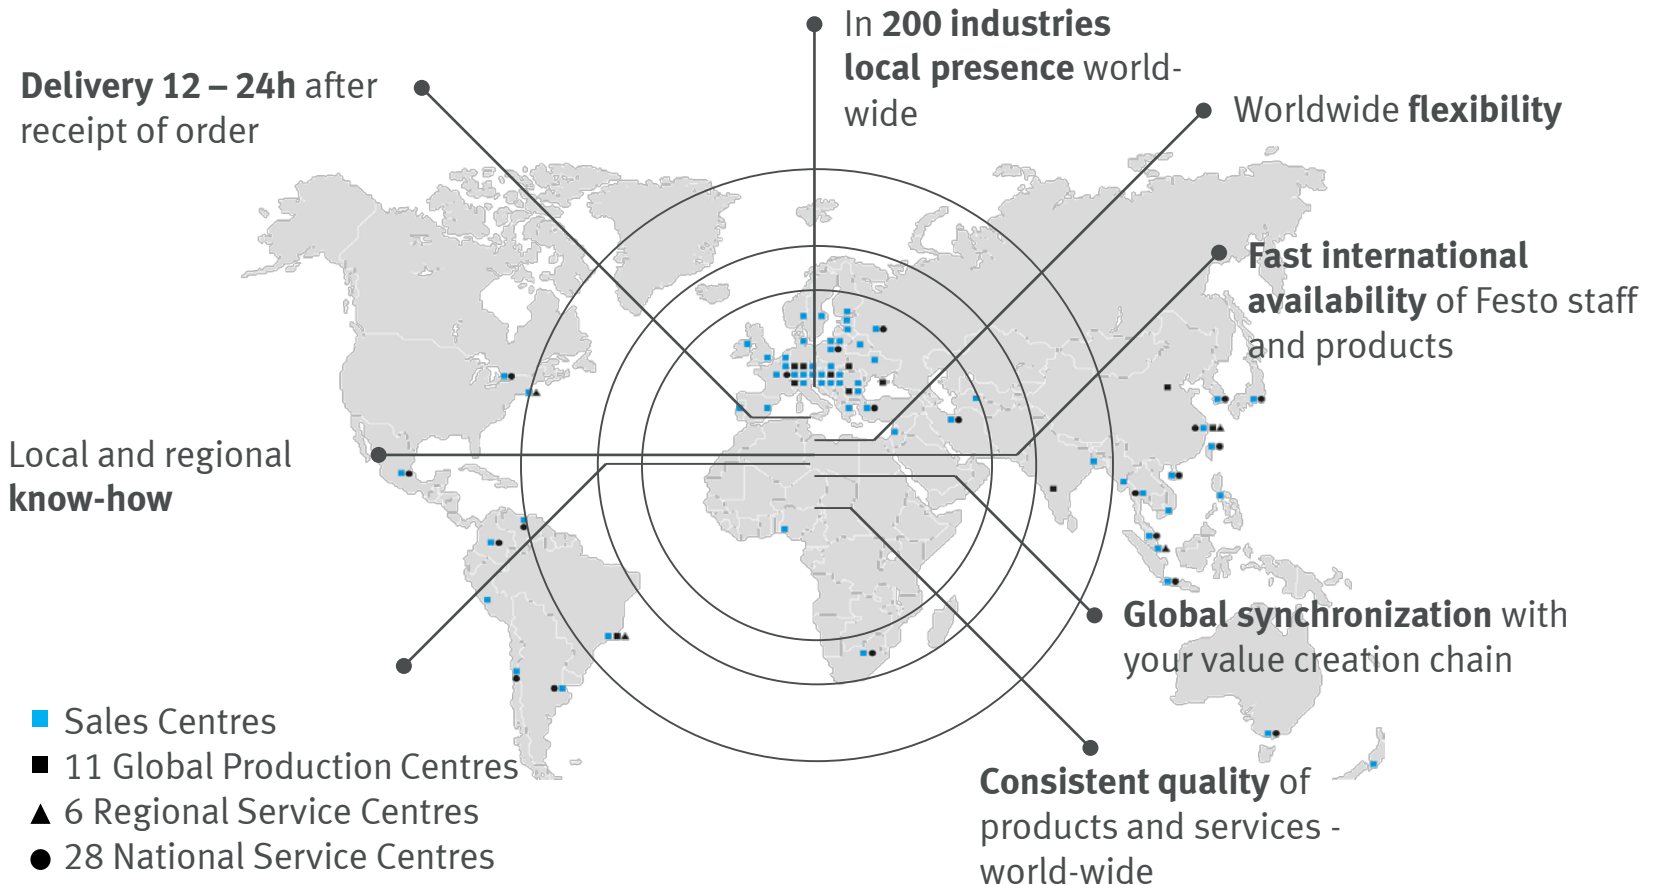 In 200 industries
local presence world-
wide
Delivery 12 – 24h after
receipt of order
Worldwide flexibility
Fast international
availability of Festo staff
and products
Local and regional
know-how
Global synchronization with
your value creation chain
Sales Centres
11 Global Production Centres
6 Regional Service Centres
28 National Service Centres
Consistent quality of
products and services -
world-wide